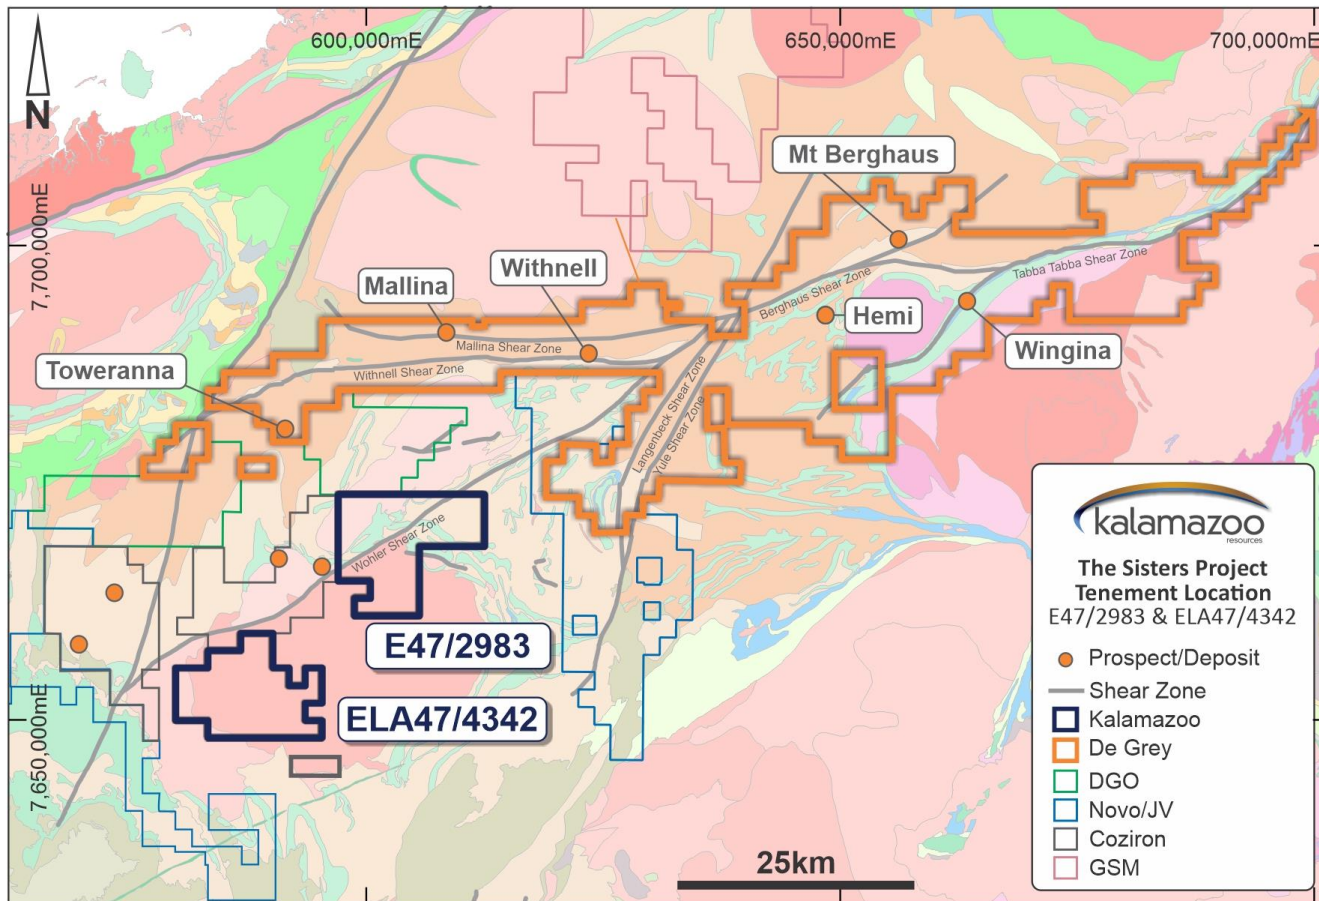 600,000mE
650,000mE
700,000mE
N
7,700,000mE
7,650,000mE
Mt Berghaus
Withnell
Mallina
Toweranna
Hemi
Wingina
Tabba Tabba Shear Zone
Berghaus Shear Zone
Mallina Shear Zone
Withnell Shear Zone
Langenbeck Shear Zone
Yule Shear Zone
Wohler Shear Zone
E47/2983
ELA47/4342
25km
kalamazoo
resources
The Sisters Project
Tenement Location
E47/2983 & ELA47/4342
Prospect/Deposit
Shear Zone
Kalamazoo
De Grey
DGO
Novo/JV
Coziron
GSM